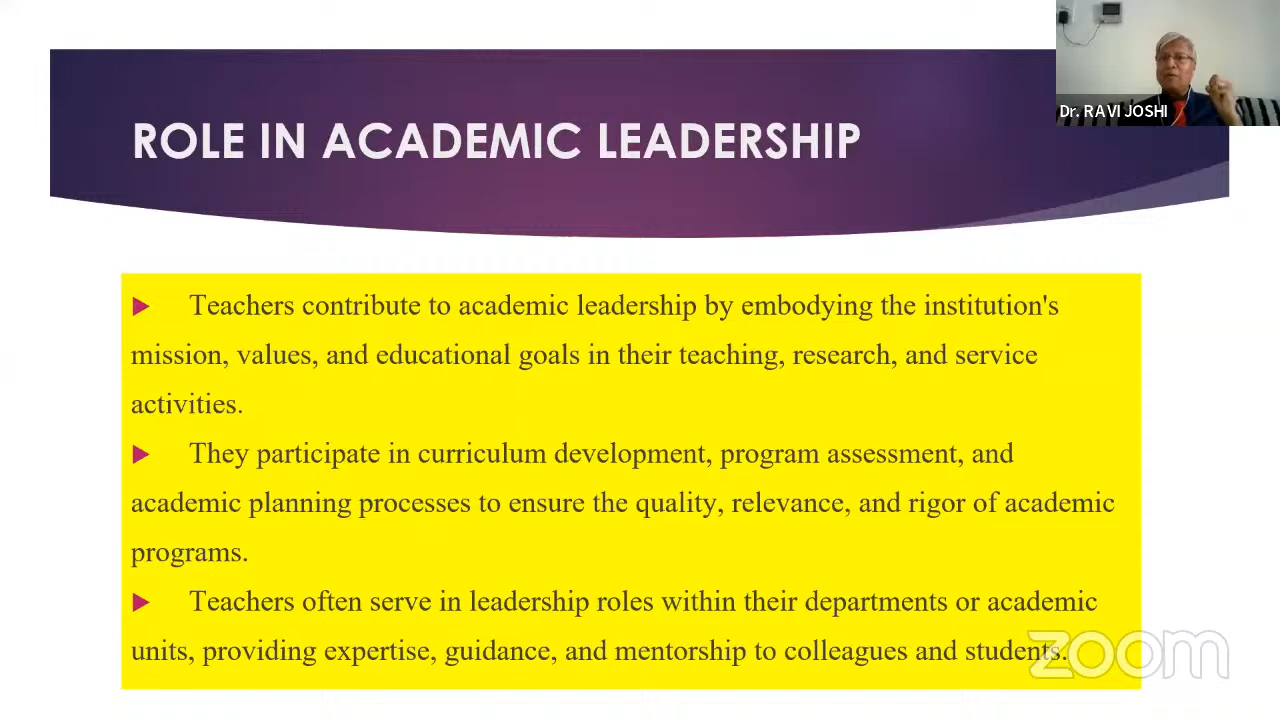 Dr. RAVI JOSHI
ROLE IN ACADEMIC LEADERSHIP
Teachers contribute to academic leadership by embodying the institution's
mission, values, and educational goals in their teaching, research, and service
activities.
They participate in curriculum development, program assessment, and
academic planning processes to ensure the quality, relevance, and rigor of academic
programs.
Teachers often serve in leadership roles within their departments or academic
units, providing expertise, guidance, and mentorship to colleagues and students.
zoom